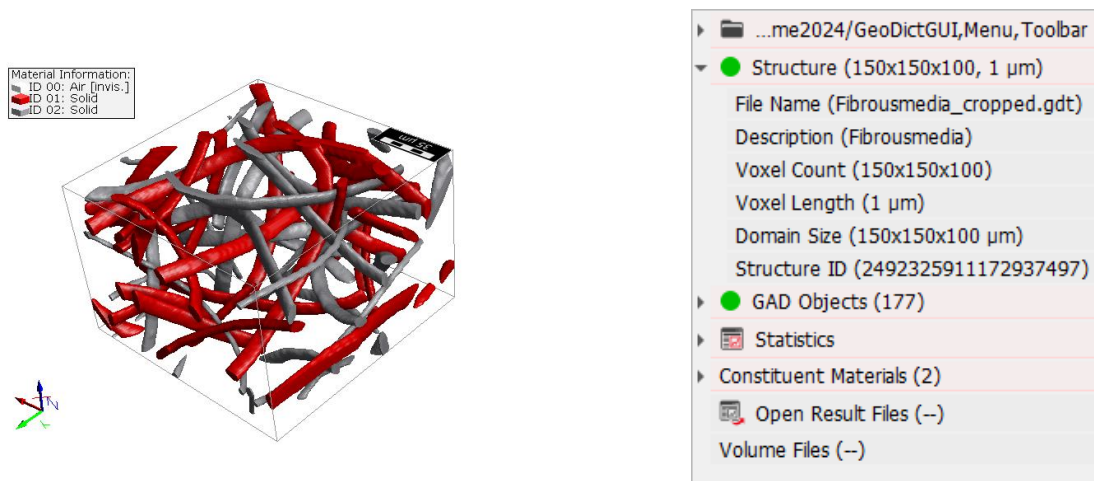 Material Information:
ID 00: Air [invis.]
ID 01: Solid
ID 02: Solid
35 µm
Z
Y
...me2024/GeoDictGUI,Menu,Toolbar
Structure (150x150x100, 1 µm)
File Name (Fibrousmedia_cropped.gdt)
Description (Fibrousmedia)
Voxel Count (150x150x100)
Voxel Length (1 µm)
Domain Size (150x150x100 µm)
Structure ID (2492325911172937497)
GAD Objects (177)
Statistics
Constituent Materials (2)
Open Result Files (--)
Volume Files (--)